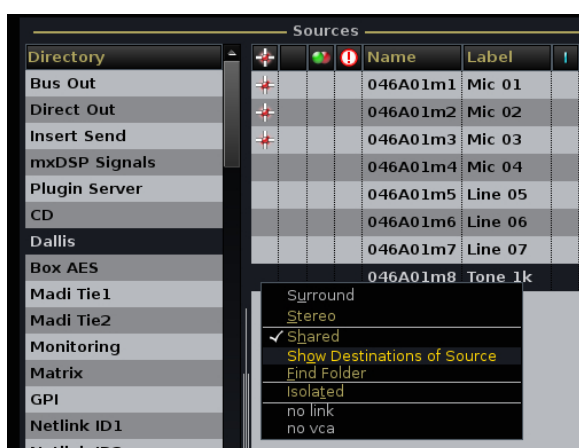 Sources
Directory
Name Label I
Bus Out
046A01m1 Mic 01
Direct Out
046A01m2 Mic 02
Insert Send
046A01m3 Mic 03
mxDSP Signals
046A01m4 Mic 04
Plugin Server
046A01m5 Line 05
CD
046A01m6 Line 06
Dallis
046A01m7 Line 07
Box AES
046A01m8 Tone 1k
Madi Tie1
Surround
Madi Tie2
Stereo
Monitoring
Shared
Show Destinations of Source
Matrix
Find Folder
GPI
Isolated
no link
Netlink ID1
no vca